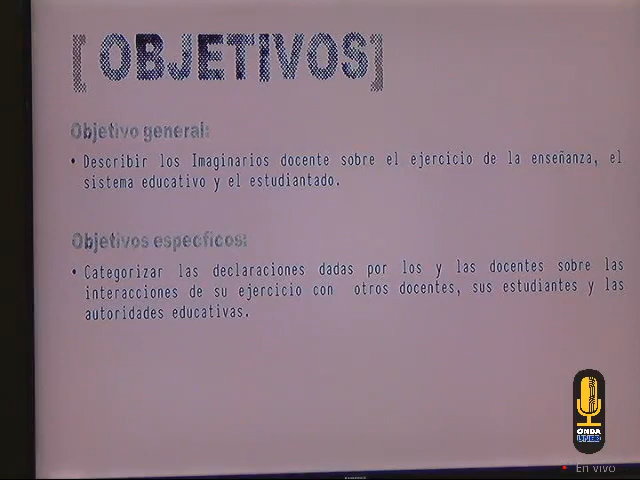 [ OBJETIVOS]
Objetivo general:
• Describir los Imaginarios docente sobre el ejercicio de la enseñanza, el
sistema educativo y el estudiantado.
Objetivos específicos:
• Categorizar las declaraciones dadas por los y las docentes sobre las
interacciones de su ejercicio con otros docentes, sus estudiantes y las
autoridades educativas.
ONDA
UNED
En vivo